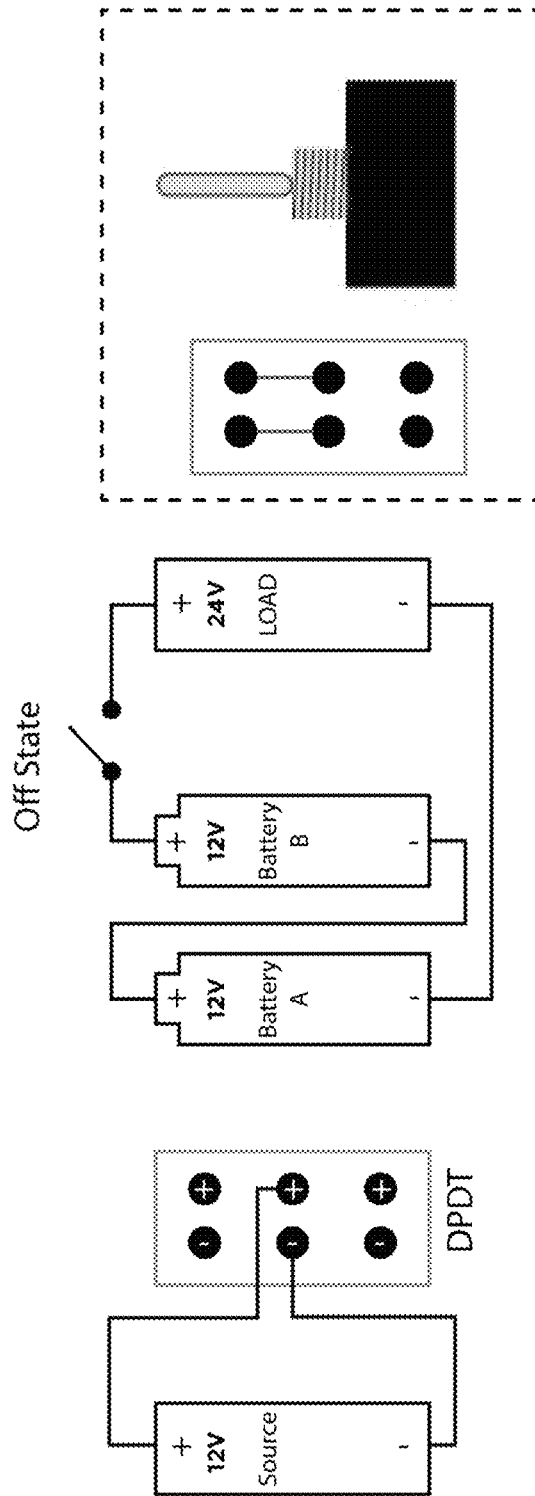 +
12V
Source
-
- +
- +
- +
DPDT
+
12V
Battery
A
-
+
12V
Battery
B
-
Off State
+
24V
LOAD
-